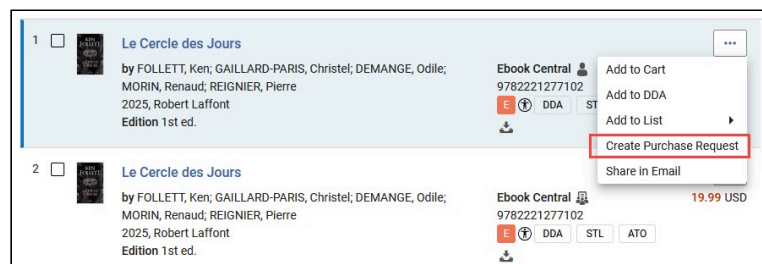 1 Le Cercle des Jours
by FOLLETT, Ken; GAILLARD-PARIS, Christel; DEMANGE, Odile;
MORIN, Renaud; REIGNIER, Pierre
2025, Robert Laffont
Edition 1st ed.
Ebook Central
9782221277102
E DDA ST
Add to Cart
Add to DDA
Add to List
Create Purchase Request
Share in Email
2 Le Cercle des Jours
by FOLLETT, Ken; GAILLARD-PARIS, Christel; DEMANGE, Odile;
MORIN, Renaud; REIGNIER, Pierre
2025, Robert Laffont
Edition 1st ed.
Ebook Central
9782221277102
E DDA STL ATO
19.99 USD